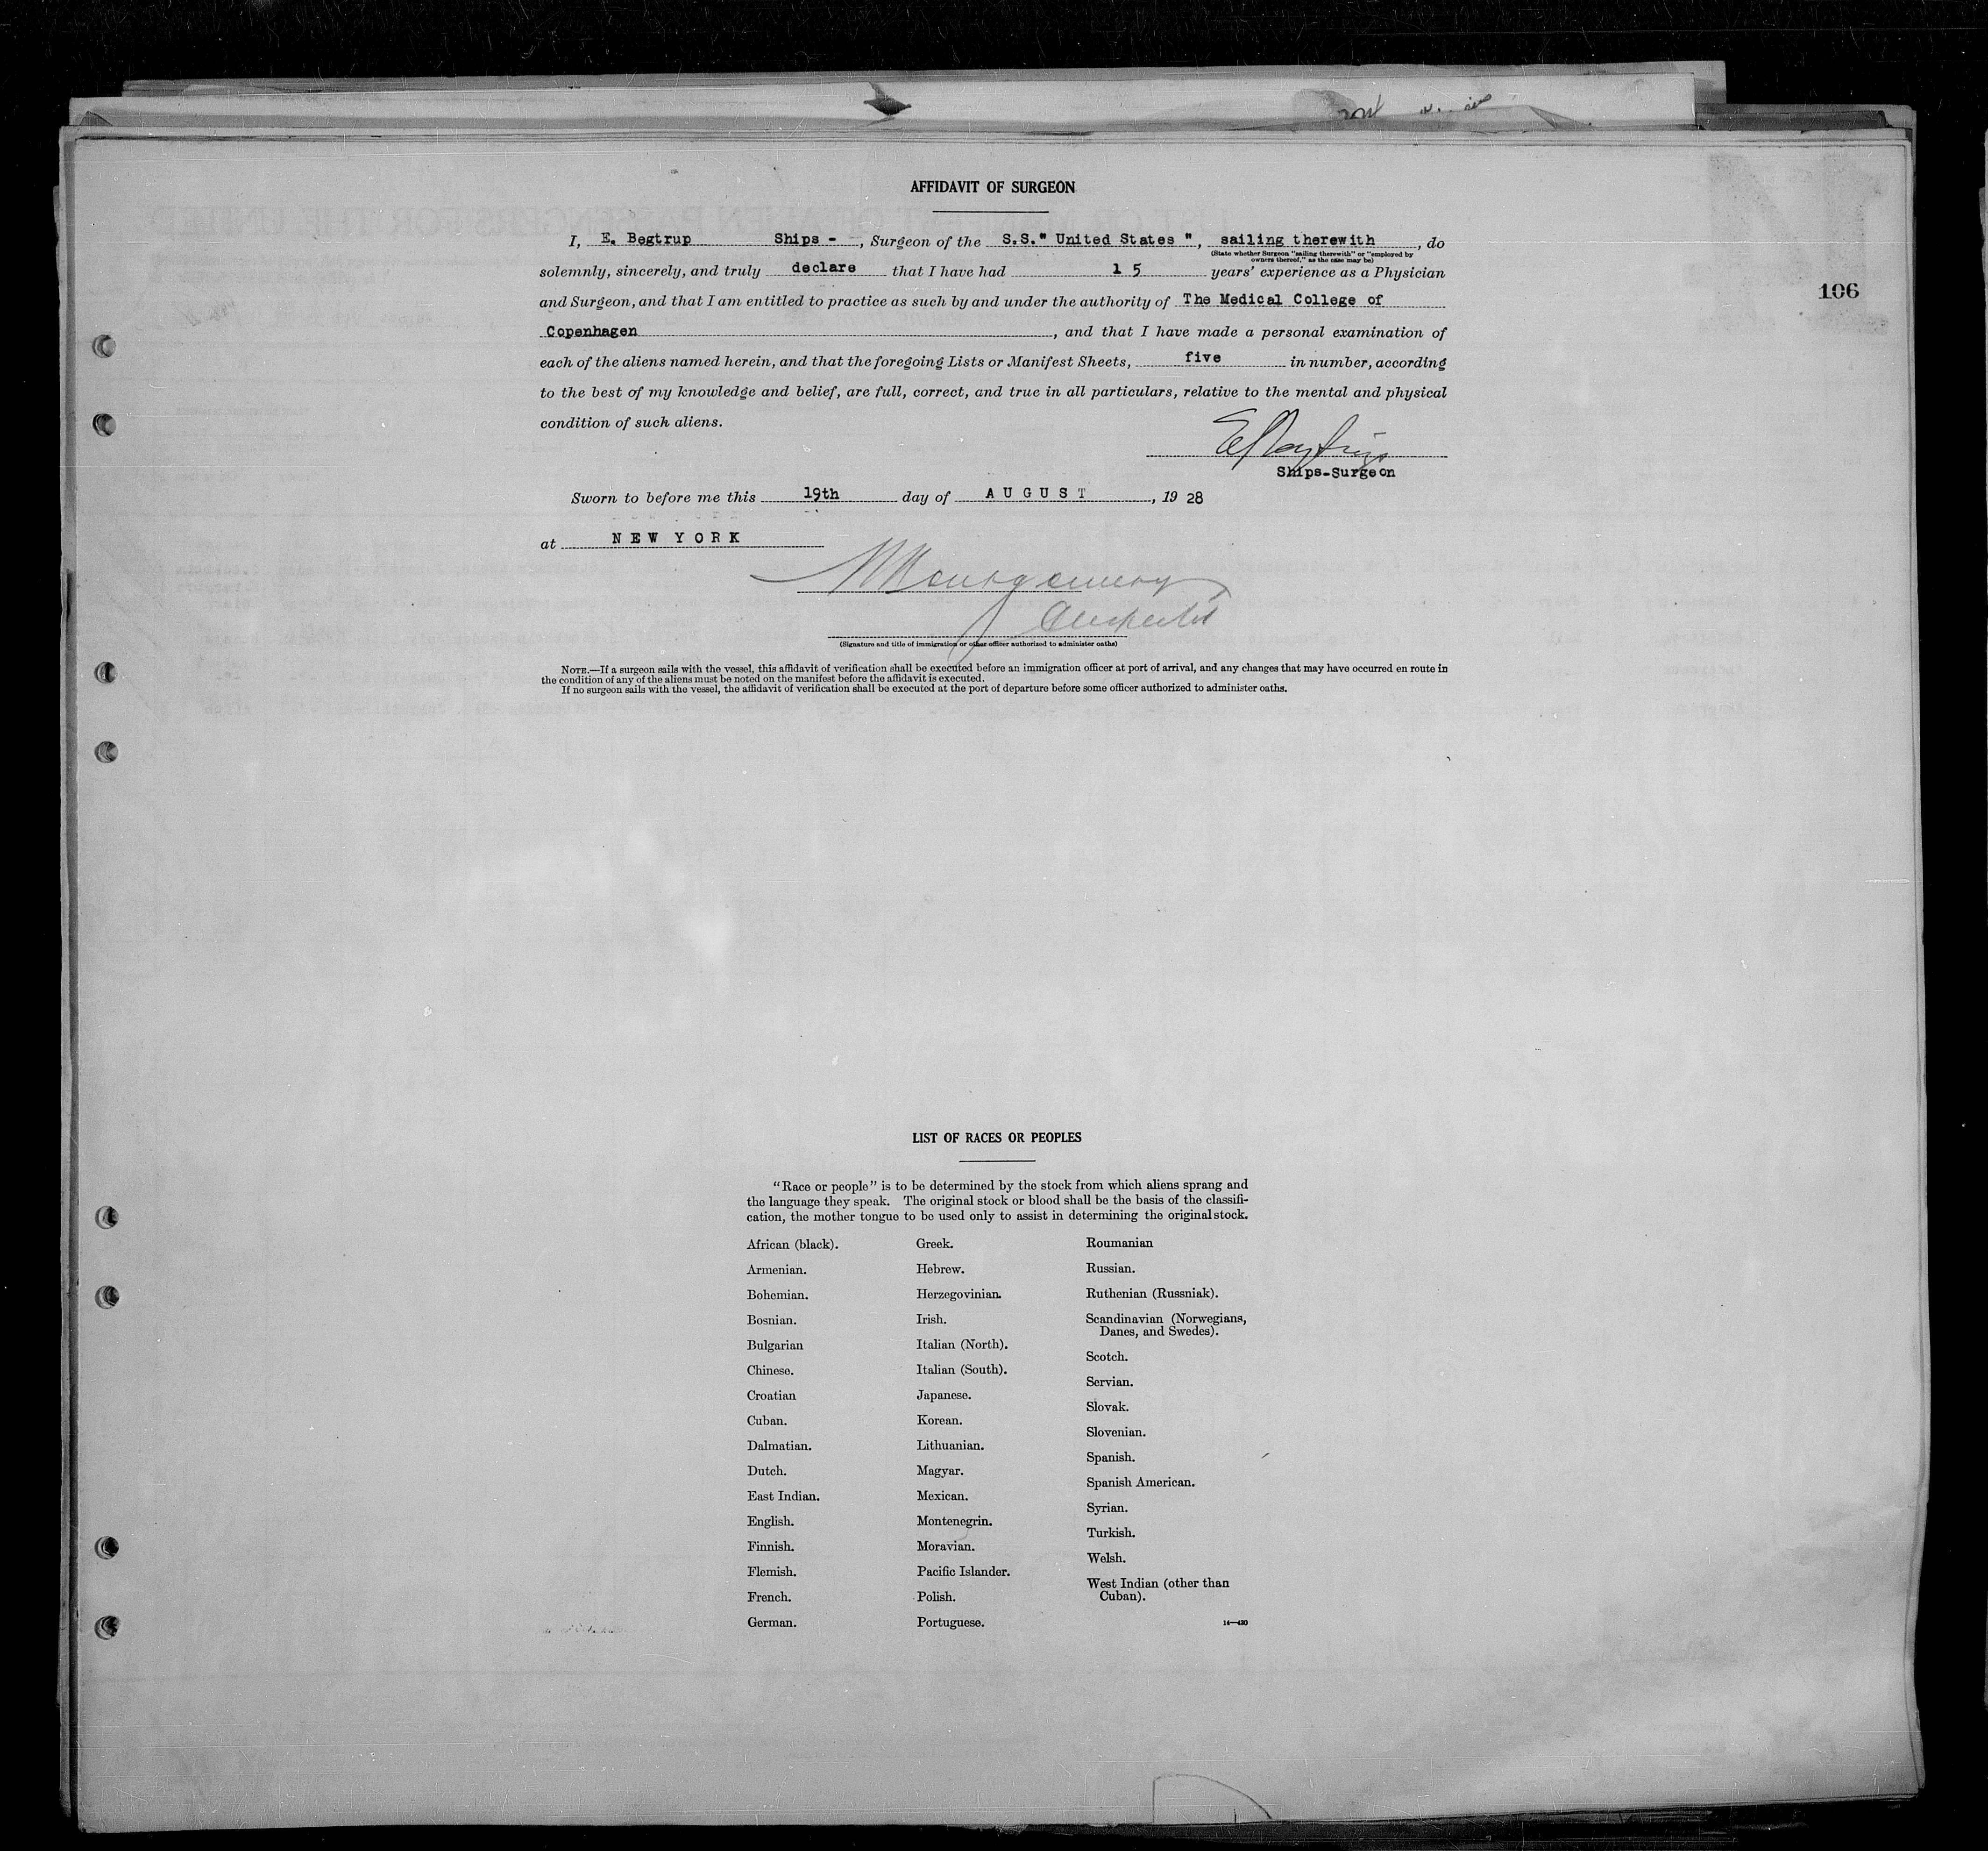 AFFIDAVIT OF SURGEON
106
I, E. Begtrup Ships - , Surgeon of the S.S." United States ", sailing therewith, do
(State whether Surgeon "sailing therewith" or "employed by
owners thereof," as the case may be)
solemnly, sincerely, and truly declare that I have had 1 5 years' experience as a Physician
and Surgeon, and that I am entitled to practice as such by and under the authority of The Medical College of
Copenhagen, and that I have made a personal examination of
each of the aliens named herein, and that the foregoing Lists or Manifest Sheets, five in number, according
to the best of my knowledge and belief, are full, correct, and true in all particulars, relative to the mental and physical
condition of such aliens.
Ships-Surgeon
Sworn to before me this 19th day of A U G U S T, 19 28
at N E W Y O R K
Montgomery
(Signature and title of immigration or other officer authorized to administer oaths)
NOTE.—If a surgeon sails with the vessel, this affidavit of verification shall be executed before an immigration officer at port of arrival, and any changes that may have occurred en route in
the condition of any of the aliens must be noted on the manifest before the affidavit is executed.
If no surgeon sails with the vessel, the affidavit of verification shall be executed at the port of departure before some officer authorized to administer oaths.
LIST OF RACES OR PEOPLES
"Race or people" is to be determined by the stock from which aliens sprang and
the language they speak. The original stock or blood shall be the basis of the classifi-
cation, the mother tongue to be used only to assist in determining the original stock.
African (black).
Armenian.
Bohemian.
Bosnian.
Bulgarian
Chinese.
Croatian
Cuban.
Dalmatian.
Dutch.
East Indian.
English.
Finnish.
Flemish.
French.
German.
Greek.
Hebrew.
Herzegovinian.
Irish.
Italian (North).
Italian (South).
Japanese.
Korean.
Lithuanian.
Magyar.
Mexican.
Montenegrin.
Moravian.
Pacific Islander.
Polish.
Portuguese.
Roumanian
Russian.
Ruthenian (Russniak).
Scandinavian (Norwegians,
Danes, and Swedes).
Scotch.
Servian.
Slovak.
Slovenian.
Spanish.
Spanish American.
Syrian.
Turkish.
Welsh.
West Indian (other than
Cuban).
14—430